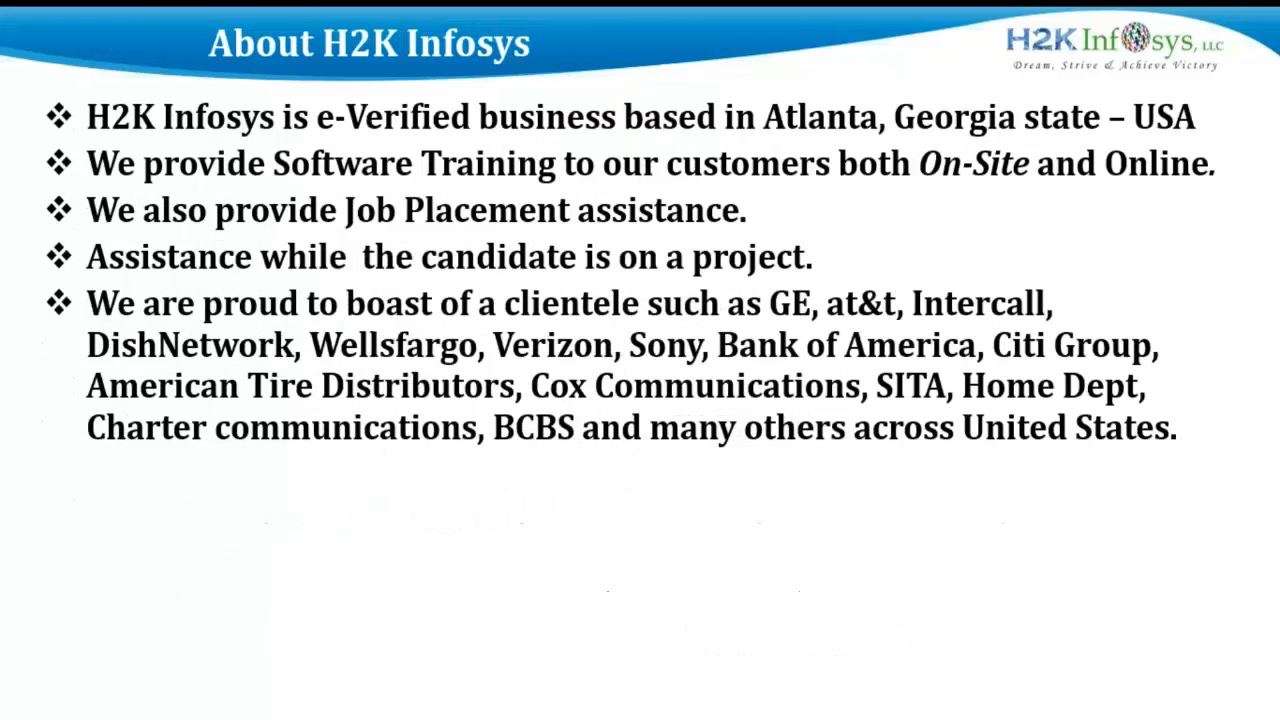 About H2K Infosys
H2K Infosys, LLC
Dream, Strive & Achieve Victory
❖ H2K Infosys is e-Verified business based in Atlanta, Georgia state – USA
❖ We provide Software Training to our customers both On-Site and Online.
❖ We also provide Job Placement assistance.
❖ Assistance while  the candidate is on a project.
❖ We are proud to boast of a clientele such as GE, at&t, Intercall,
DishNetwork, Wellsfargo, Verizon, Sony, Bank of America, Citi Group,
American Tire Distributors, Cox Communications, SITA, Home Dept,
Charter communications, BCBS and many others across United States.